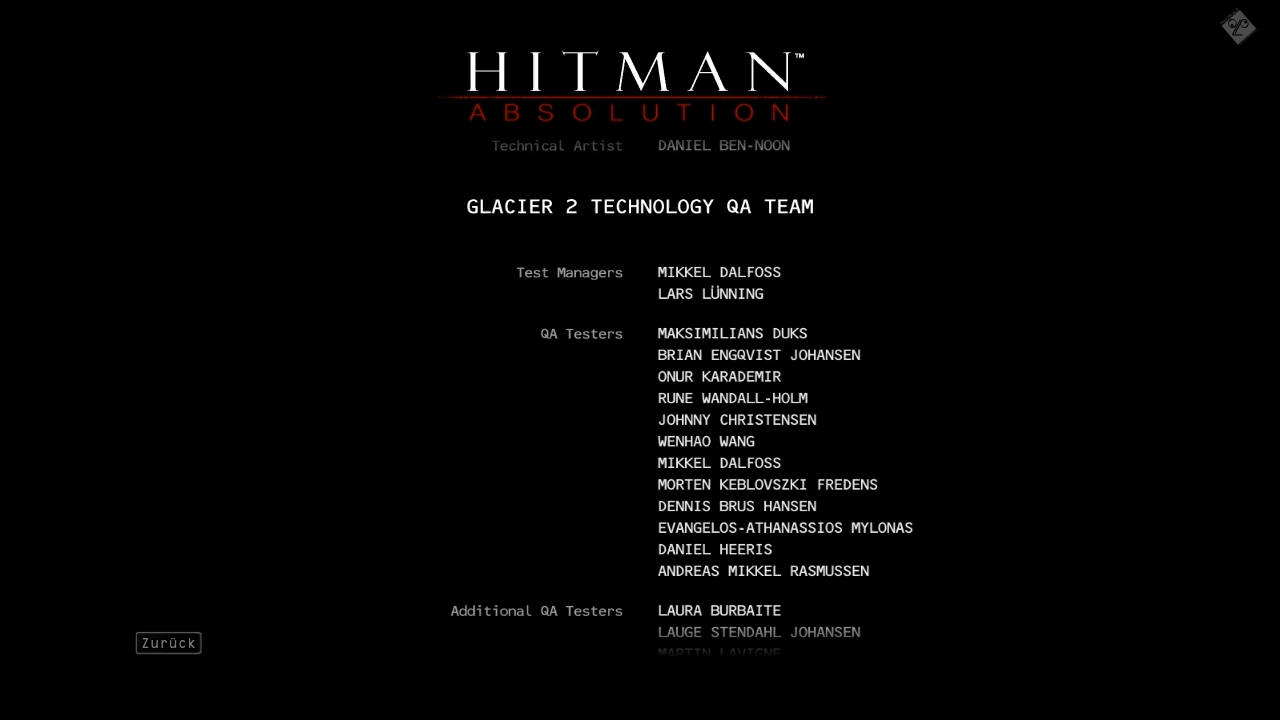 HITMAN™
ABSOLUTION
Technical Artist DANIEL BEN-NOON
GLACIER 2 TECHNOLOGY QA TEAM
Test Managers MIKKEL DALFOSS
LARS LÜNNING
QA Testers MAKSIMILIANS DUKS
BRIAN ENGQVIST JOHANSEN
ONUR KARADEMIR
RUNE WANDALL-HOLM
JOHNNY CHRISTENSEN
WENHAO WANG
MIKKEL DALFOSS
MORTEN KEBLOVSZKI FREDENS
DENNIS BRUS HANSEN
EVANGELOS-ATHANASSIOS MYLONAS
DANIEL HEERIS
ANDREAS MIKKEL RASMUSSEN
Additional QA Testers LAURA BURBAITE
LAUGE STENDAHL JOHANSEN
MARTIN LAVIGNE
Zurück